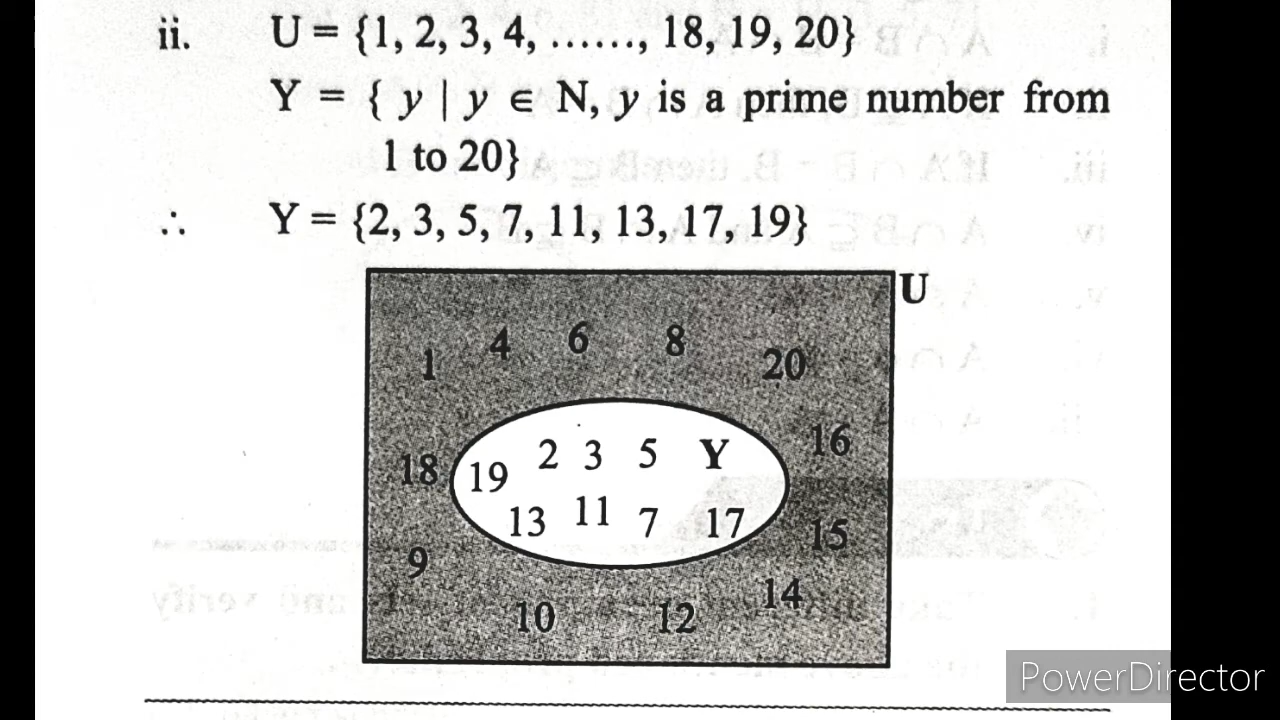 ii. U = {1, 2, 3, 4, ……, 18, 19, 20}
Y = { y | y ∈ N, y is a prime number from
1 to 20}
∴ Y = {2, 3, 5, 7, 11, 13, 17, 19}
U
1 4 6 8 20
16
2 3 5 Y
18 19
13 11 7 17
15
9
14
10 12
PowerDirector